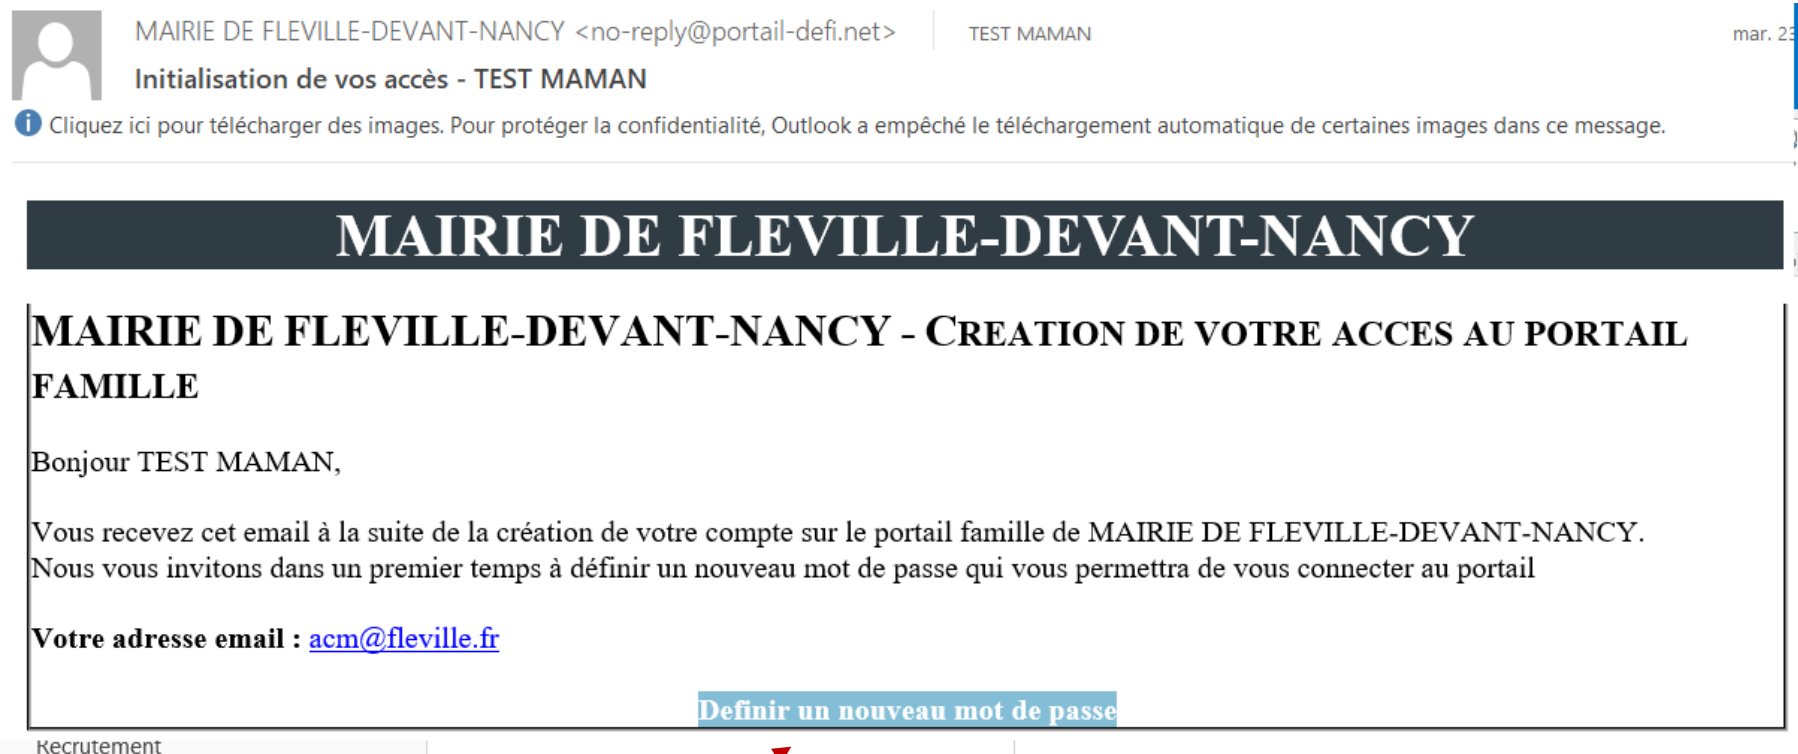 MAIRIE DE FLEVILLE-DEVANT-NANCY <no-reply@portail-defi.net> TEST MAMAN mar. 23
Initialisation de vos accès - TEST MAMAN
Cliquez ici pour télécharger des images. Pour protéger la confidentialité, Outlook a empêché le téléchargement automatique de certaines images dans ce message.
MAIRIE DE FLEVILLE-DEVANT-NANCY
MAIRIE DE FLEVILLE-DEVANT-NANCY - CREATION DE VOTRE ACCES AU PORTAIL
FAMILLE
Bonjour TEST MAMAN,
Vous recevez cet email à la suite de la création de votre compte sur le portail famille de MAIRIE DE FLEVILLE-DEVANT-NANCY.
Nous vous invitons dans un premier temps à définir un nouveau mot de passe qui vous permettra de vous connecter au portail
Votre adresse email : acm@fleville.fr
Definir un nouveau mot de passe
Recrutement